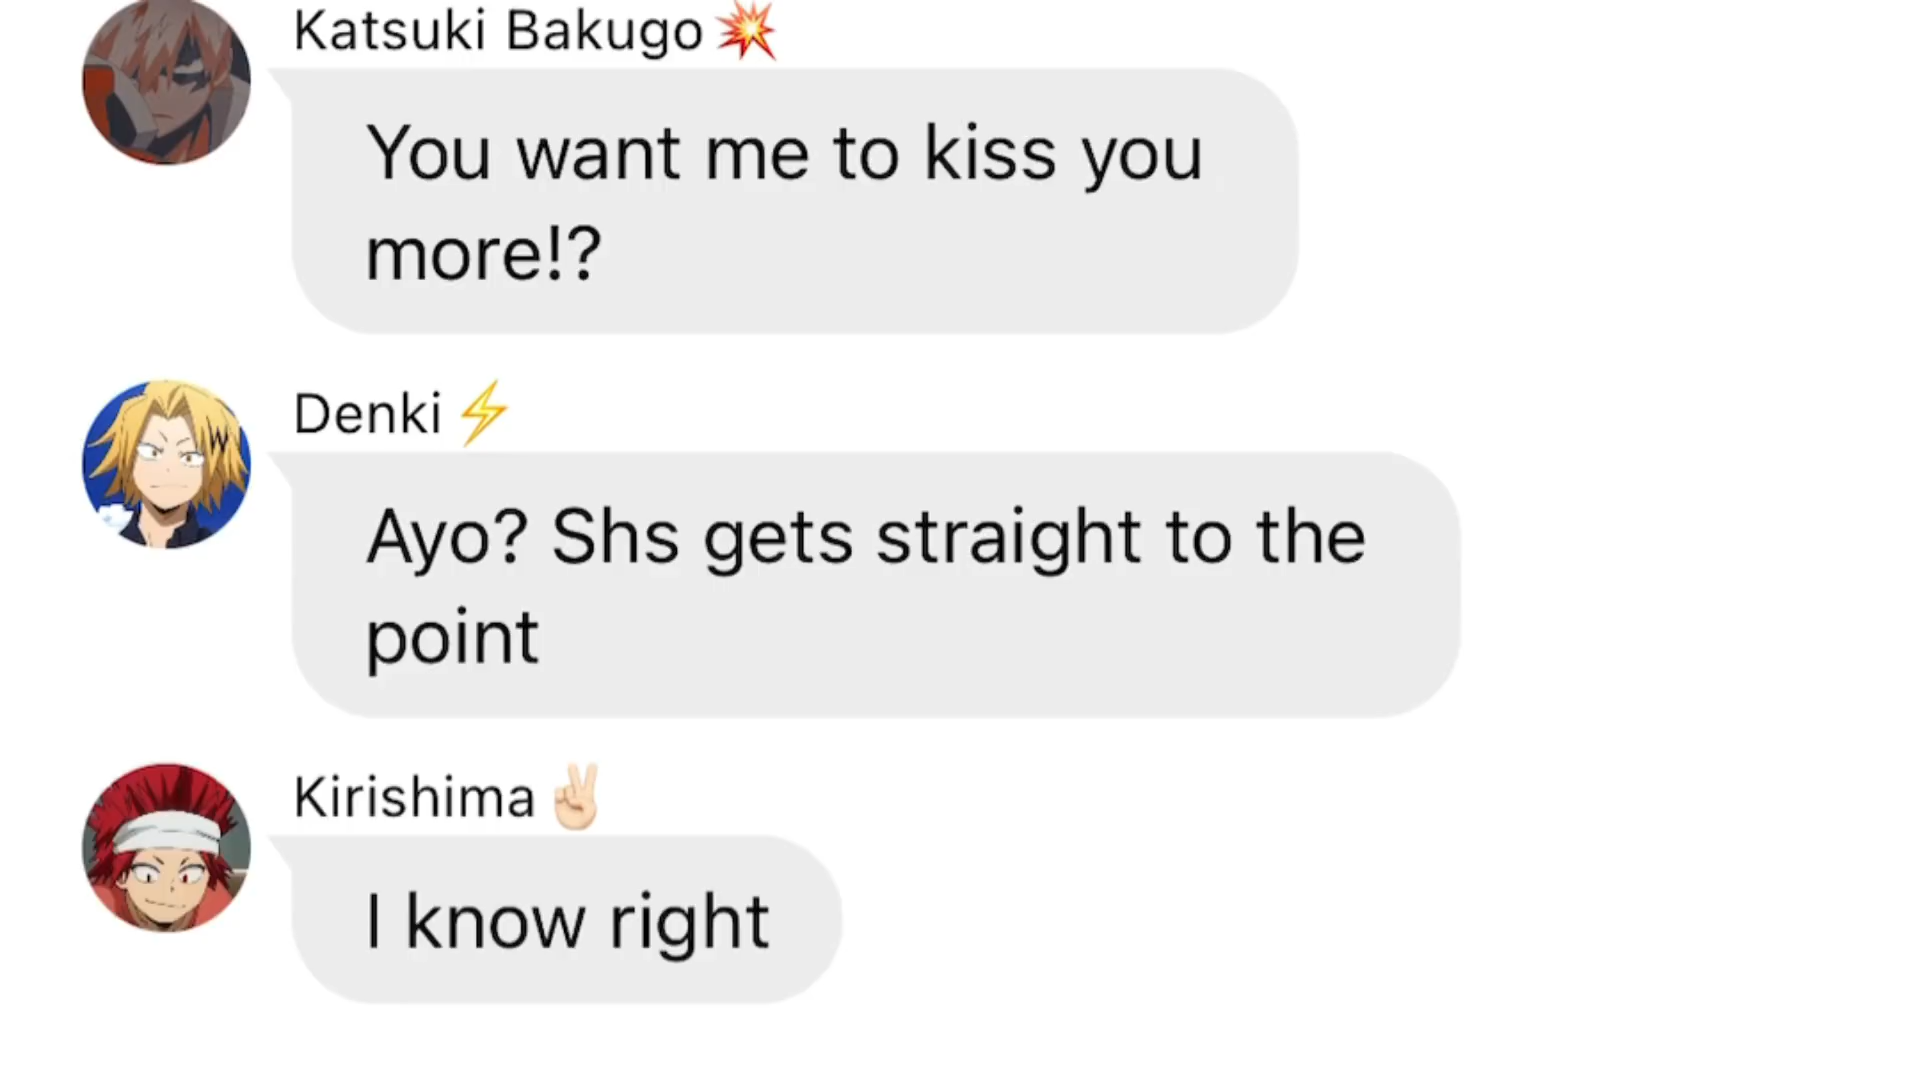 Katsuki Bakugo💥
You want me to kiss you
more!?
Denki⚡
Ayo? Shs gets straight to the
point
Kirishima✌🏻
I know right